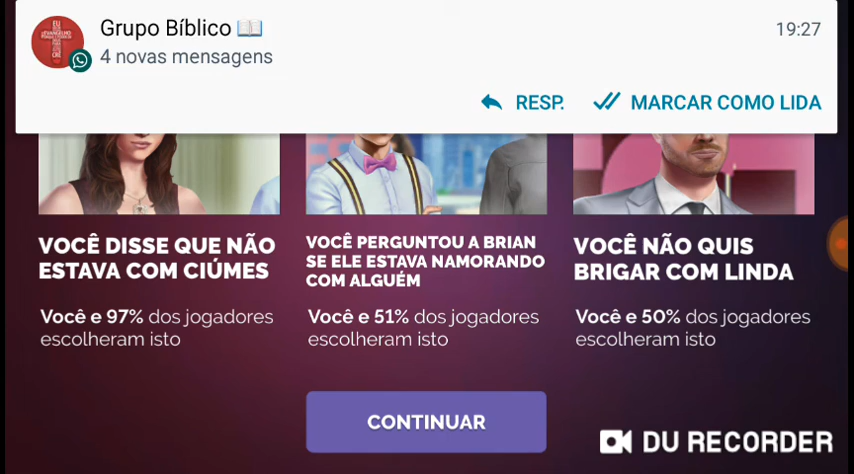 Grupo Bíblico 📖
19:27
4 novas mensagens
RESP.
MARCAR COMO LIDA
VOCÊ DISSE QUE NÃO
ESTAVA COM CIÚMES
Você e 97% dos jogadores
escolheram isto
VOCÊ PERGUNTOU A BRIAN
SE ELE ESTAVA NAMORANDO
COM ALGUÉM
Você e 51% dos jogadores
escolheram isto
VOCÊ NÃO QUIS
BRIGAR COM LINDA
Você e 50% dos jogadores
escolheram isto
CONTINUAR
DU RECORDER